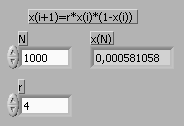 x(i+1)=r*x(i)*(1-x(i))
N x(N)
1000 0,000581058
r
4